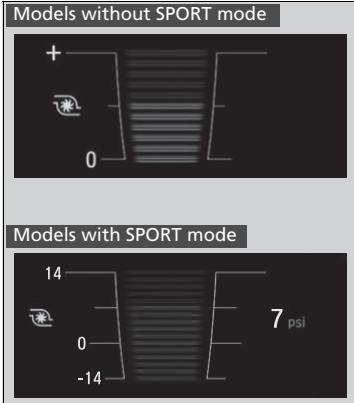 Models without SPORT mode
+
0
Models with SPORT mode
14
7 psi
0
-14